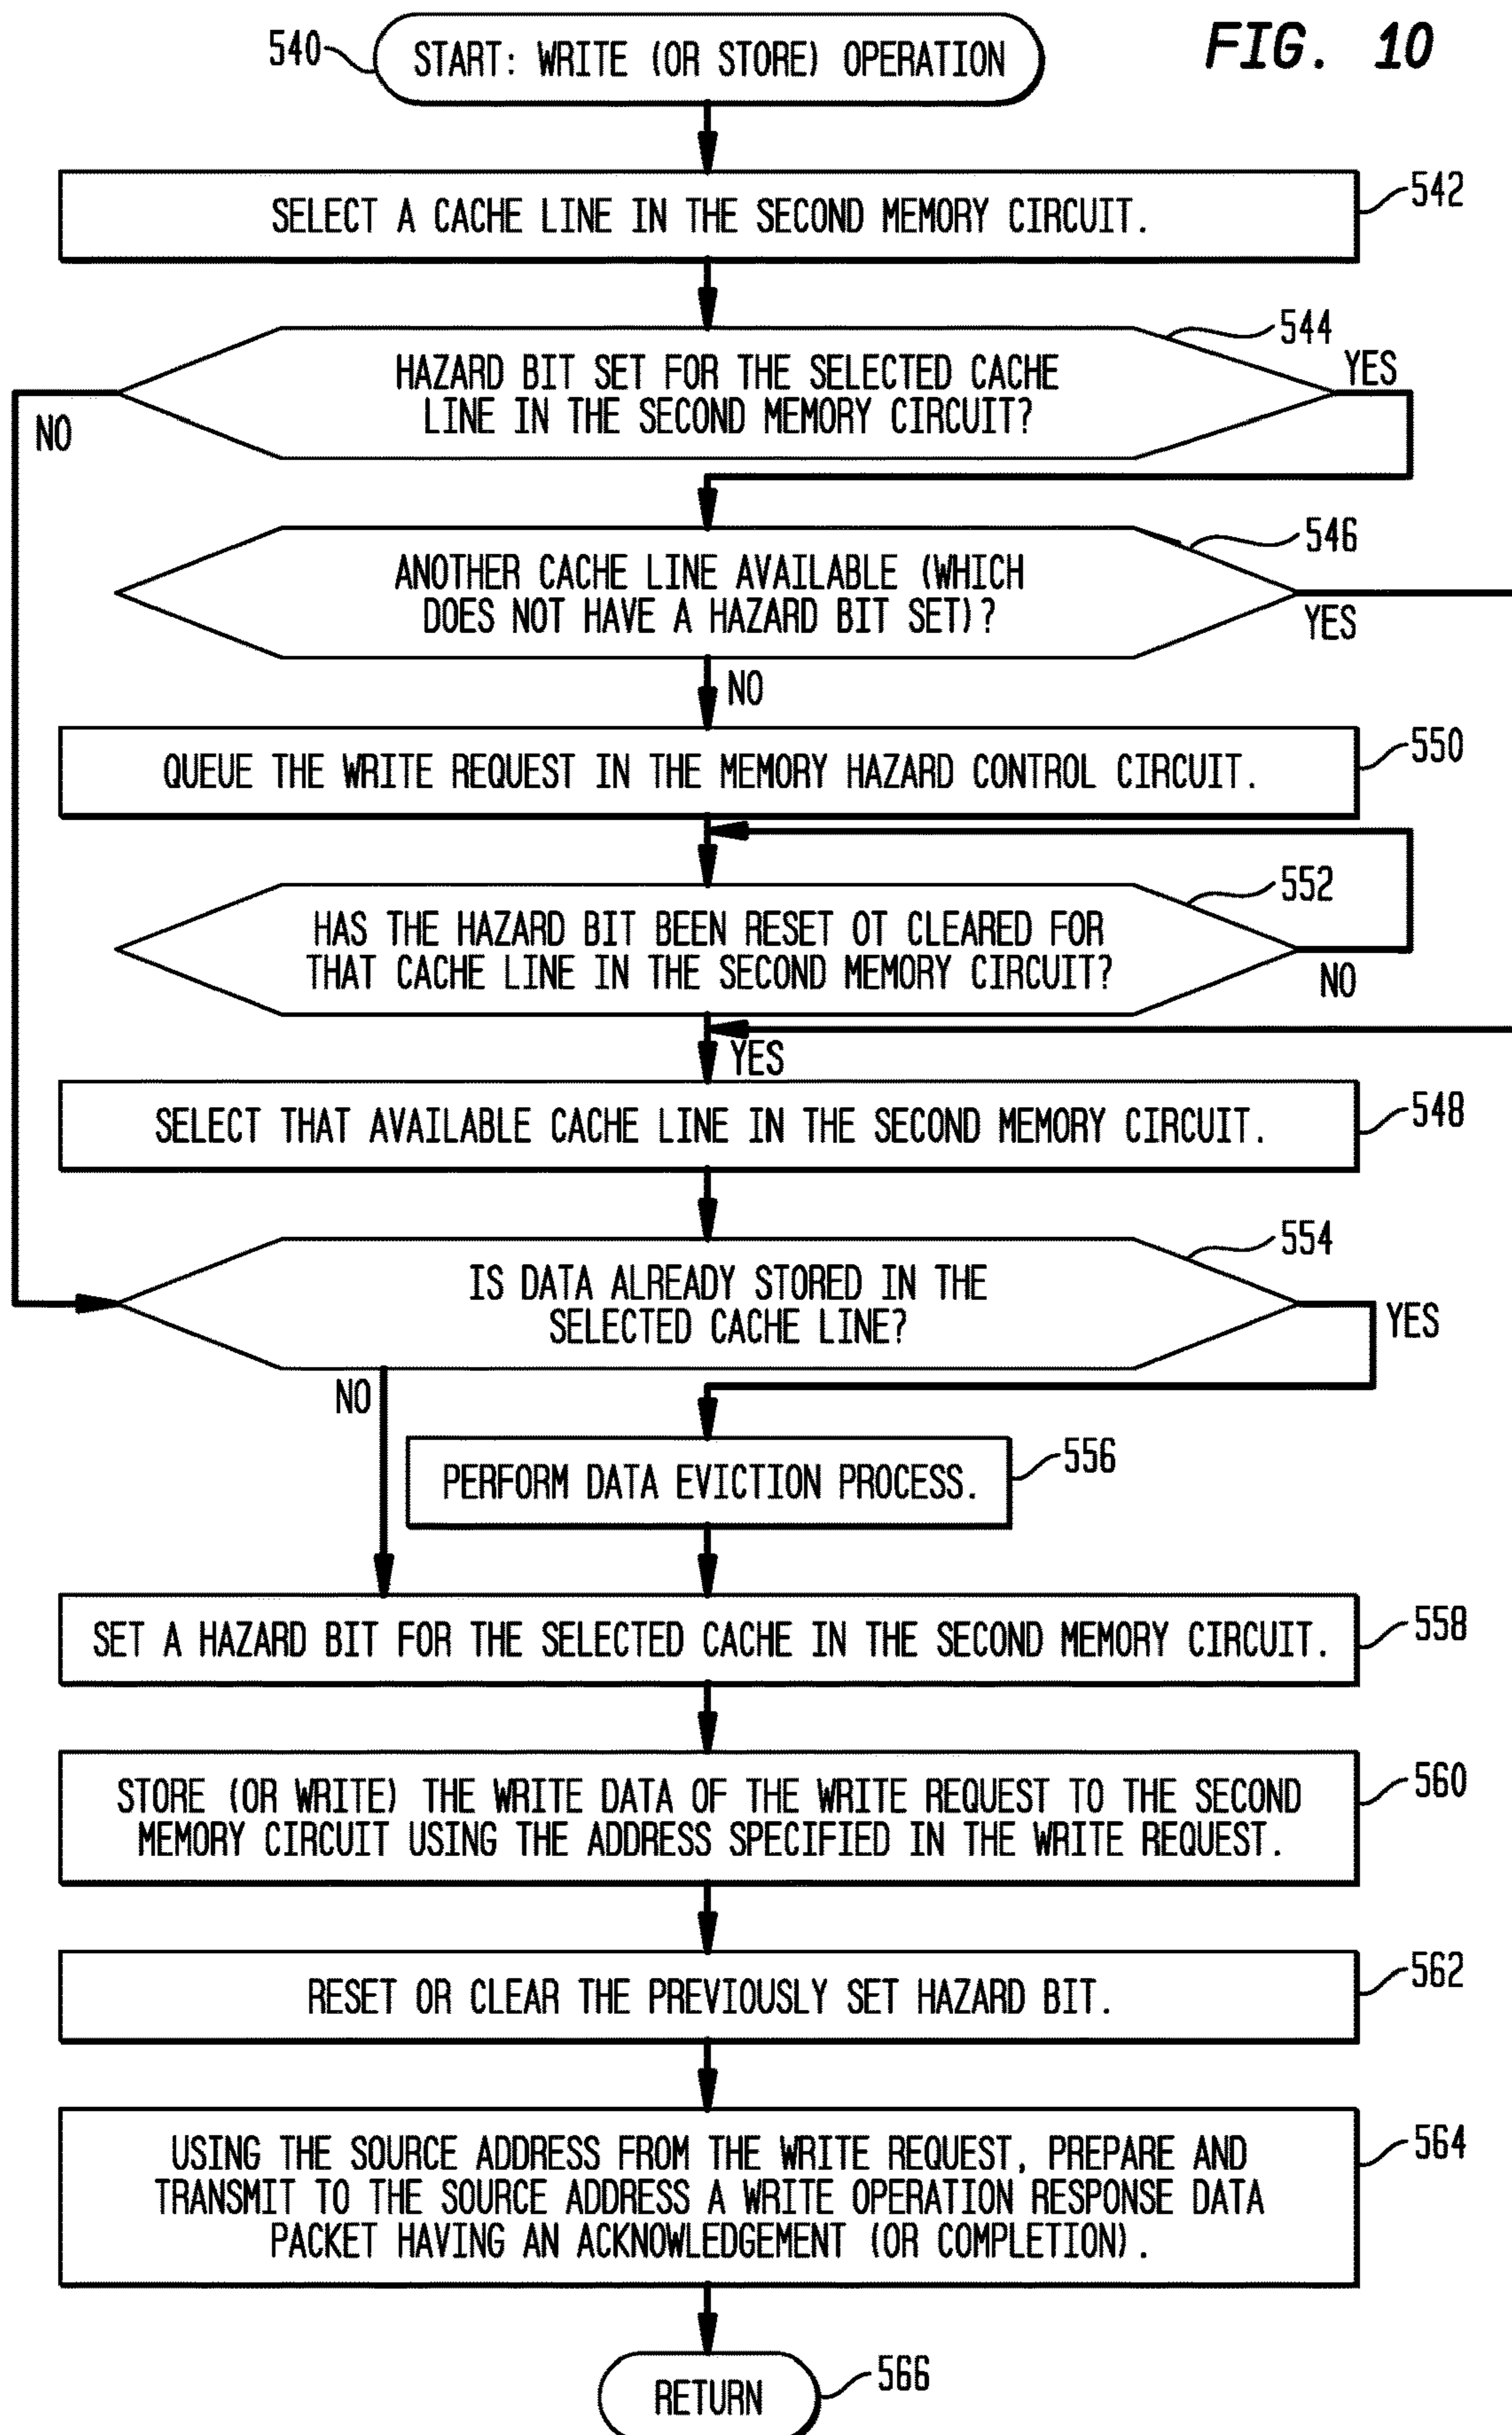 FIG. 10
540
START: WRITE (OR STORE) OPERATION
542
SELECT A CACHE LINE IN THE SECOND MEMORY CIRCUIT.
544
HAZARD BIT SET FOR THE SELECTED CACHE
LINE IN THE SECOND MEMORY CIRCUIT?
YES
NO
546
ANOTHER CACHE LINE AVAILABLE (WHICH
DOES NOT HAVE A HAZARD BIT SET)?
YES
NO
550
QUEUE THE WRITE REQUEST IN THE MEMORY HAZARD CONTROL CIRCUIT.
552
HAS THE HAZARD BIT BEEN RESET OT CLEARED FOR
THAT CACHE LINE IN THE SECOND MEMORY CIRCUIT?
NO
YES
548
SELECT THAT AVAILABLE CACHE LINE IN THE SECOND MEMORY CIRCUIT.
554
IS DATA ALREADY STORED IN THE
SELECTED CACHE LINE?
YES
NO
556
PERFORM DATA EVICTION PROCESS.
558
SET A HAZARD BIT FOR THE SELECTED CACHE IN THE SECOND MEMORY CIRCUIT.
560
STORE (OR WRITE) THE WRITE DATA OF THE WRITE REQUEST TO THE SECOND
MEMORY CIRCUIT USING THE ADDRESS SPECIFIED IN THE WRITE REQUEST.
562
RESET OR CLEAR THE PREVIOUSLY SET HAZARD BIT.
564
USING THE SOURCE ADDRESS FROM THE WRITE REQUEST, PREPARE AND
TRANSMIT TO THE SOURCE ADDRESS A WRITE OPERATION RESPONSE DATA
PACKET HAVING AN ACKNOWLEDGEMENT (OR COMPLETION).
566
RETURN